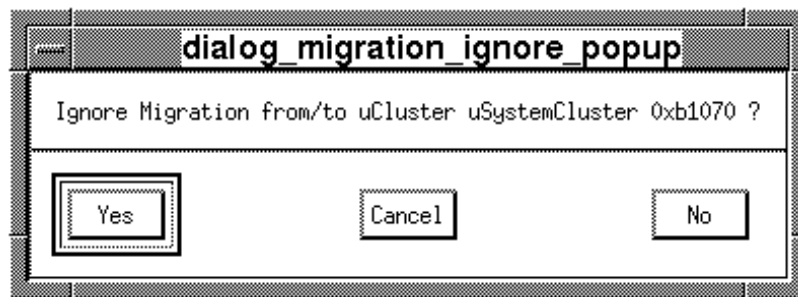 dialog_migration_ignore_popup
Ignore Migration from/to uCluster uSystemCluster 0xb1070 ?
Yes Cancel No